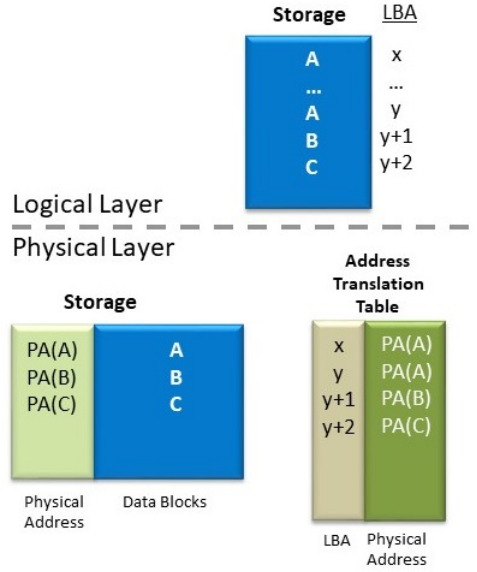 Storage LBA
A x
... ...
A y
B y+1
C y+2
Logical Layer
Physical Layer
Storage
PA(A) A
PA(B) B
PA(C) C
Physical
Address
Data Blocks
Address
Translation
Table
x PA(A)
y PA(A)
y+1 PA(B)
y+2 PA(C)
LBA Physical
Address